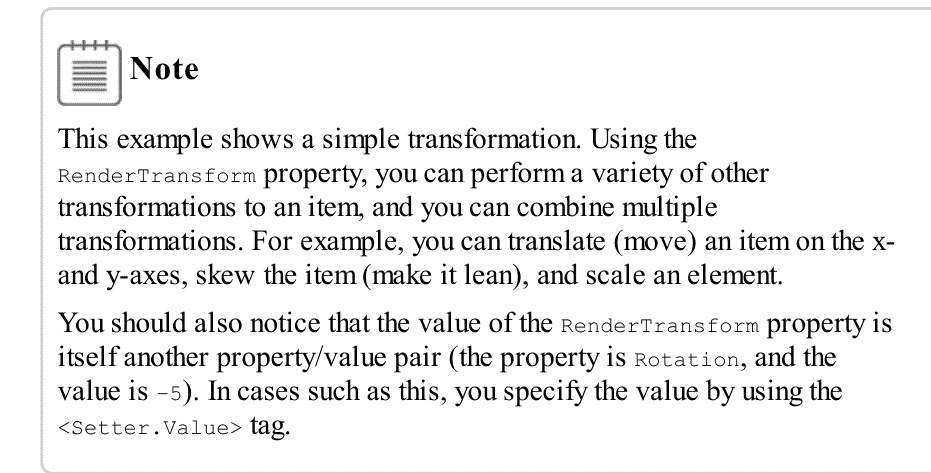 Note
This example shows a simple transformation. Using the
RenderTransform property, you can perform a variety of other
transformations to an item, and you can combine multiple
transformations. For example, you can translate (move) an item on the x-
and y-axes, skew the item (make it lean), and scale an element.
You should also notice that the value of the RenderTransform property is
itself another property/value pair (the property is Rotation, and the
value is -5). In cases such as this, you specify the value by using the
<Setter.Value> tag.